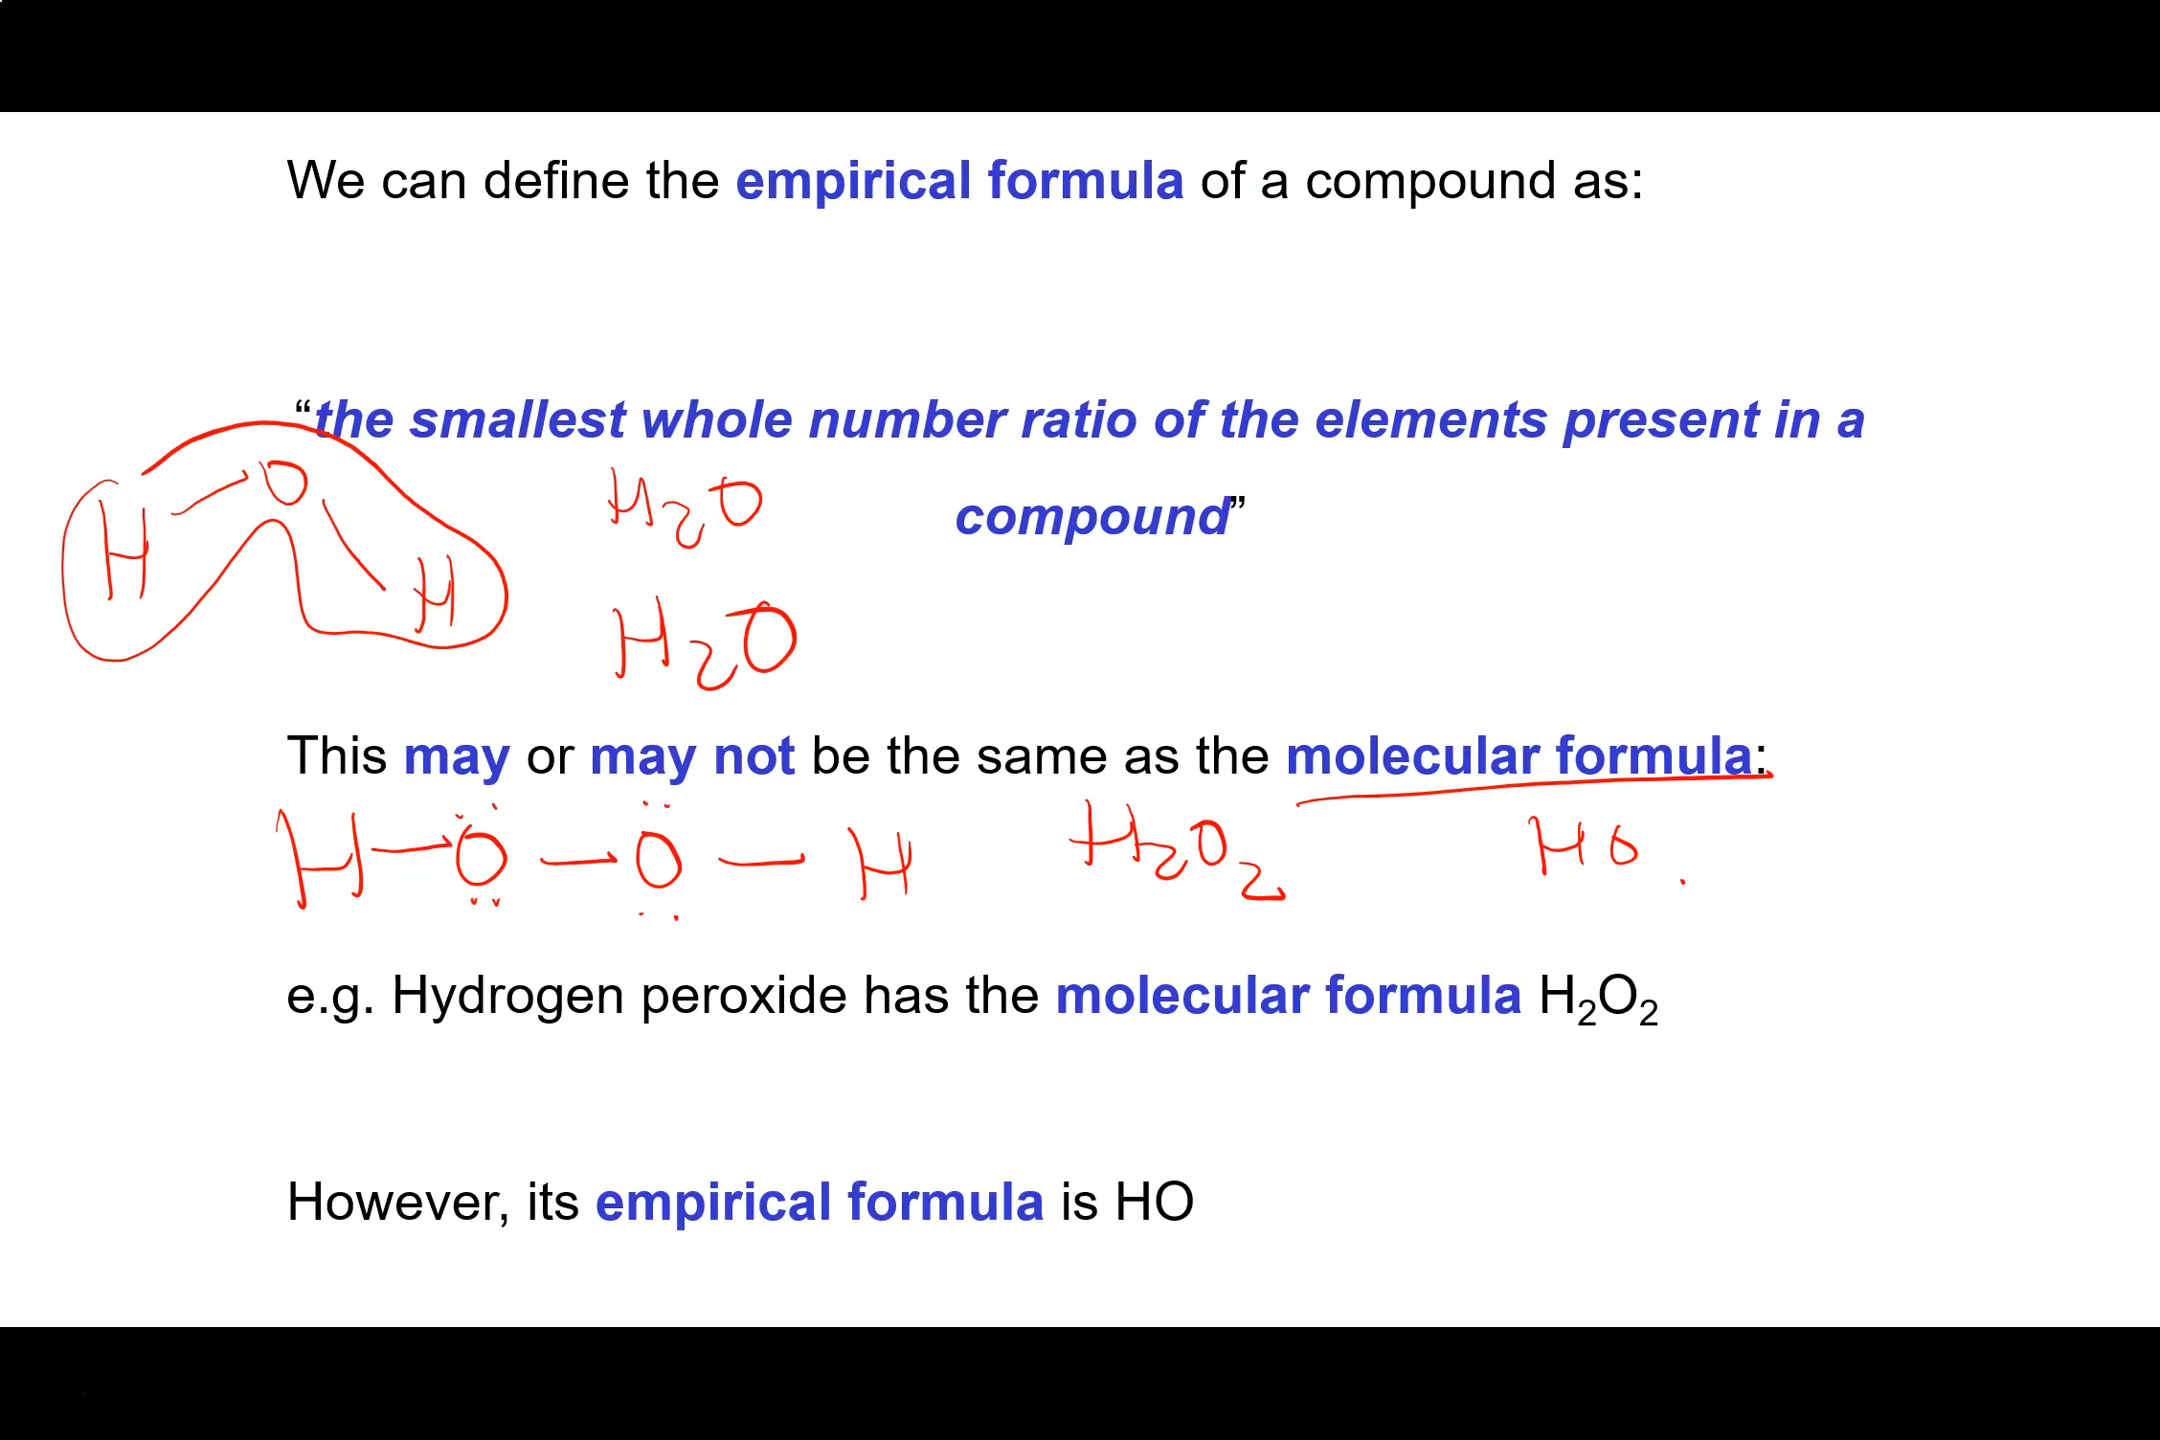 We can define the empirical formula of a compound as:
“the smallest whole number ratio of the elements present in a
H O H H₂O
compound”
H₂O
This may or may not be the same as the molecular formula:
H – O – O – H H₂O₂ HO
e.g. Hydrogen peroxide has the molecular formula H₂O₂
However, its empirical formula is HO